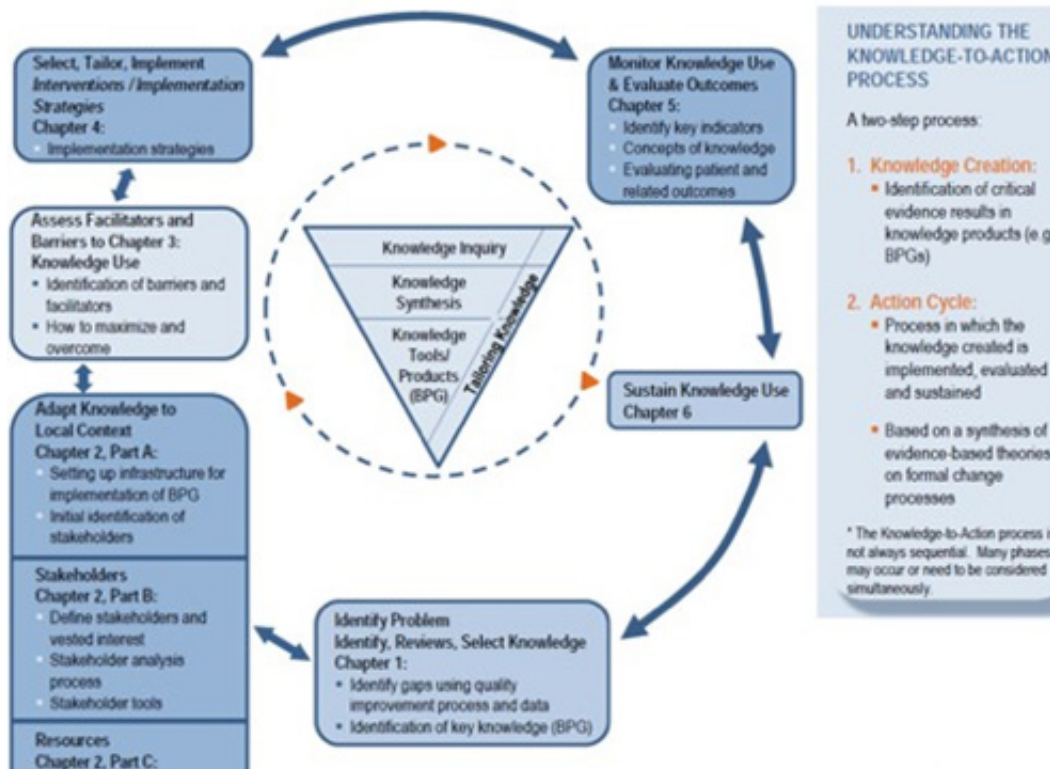 Select, Tailor, Implement
Interventions / Implementation
Strategies
Chapter 4:
Implementation strategies
Assess Facilitators and
Barriers to Chapter 3:
Knowledge Use
Identification of barriers and
facilitators
How to maximize and
overcome
Adapt Knowledge to
Local Context
Chapter 2, Part A:
Setting up infrastructure for
implementation of BPG
Initial identification of
stakeholders
Stakeholders
Chapter 2, Part B:
Define stakeholders and
vested interest
Stakeholder analysis
process
Stakeholder tools
Resources
Chapter 2, Part C:
Knowledge Inquiry
Knowledge
Synthesis
Knowledge
Tools/
Products
(BPG)
Tailoring Knowledge
Monitor Knowledge Use
& Evaluate Outcomes
Chapter 5:
Identify key indicators
Concepts of knowledge
Evaluating patient and
related outcomes
Sustain Knowledge Use
Chapter 6
Identify Problem
Identify, Reviews, Select Knowledge
Chapter 1:
Identify gaps using quality
improvement process and data
Identification of key knowledge (BPG)
UNDERSTANDING THE
KNOWLEDGE-TO-ACTION
PROCESS
A two-step process:
1. Knowledge Creation:
Identification of critical
evidence results in
knowledge products (e.g
BPGs)
2. Action Cycle:
Process in which the
knowledge created is
implemented, evaluated
and sustained
Based on a synthesis of
evidence-based theories
on formal change
processes
* The Knowledge-to-Action process i
not always sequential. Many phases
may occur or need to be considered
simultaneously.